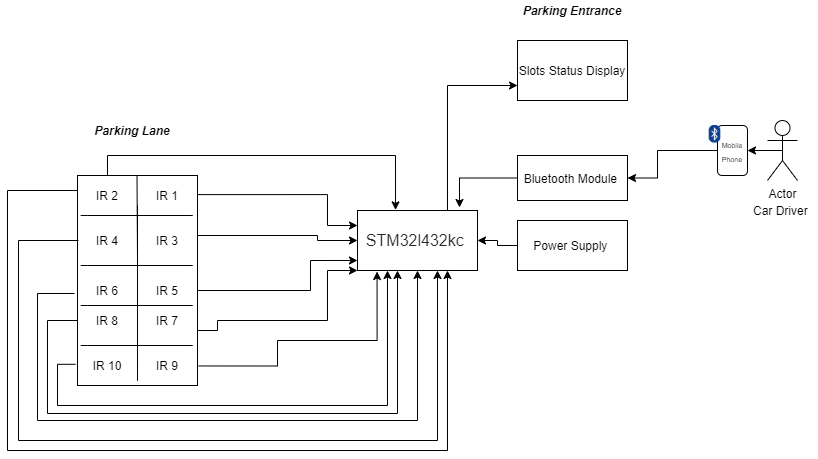 Parking Entrance
Slots Status Display
Parking Lane
Mobile
Phone
IR 2
IR 1
Bluetooth Module
Actor
Car Driver
IR 4
IR 3
STM32l432kc
Power Supply
IR 6
IR 5
IR 8
IR 7
IR 10
IR 9